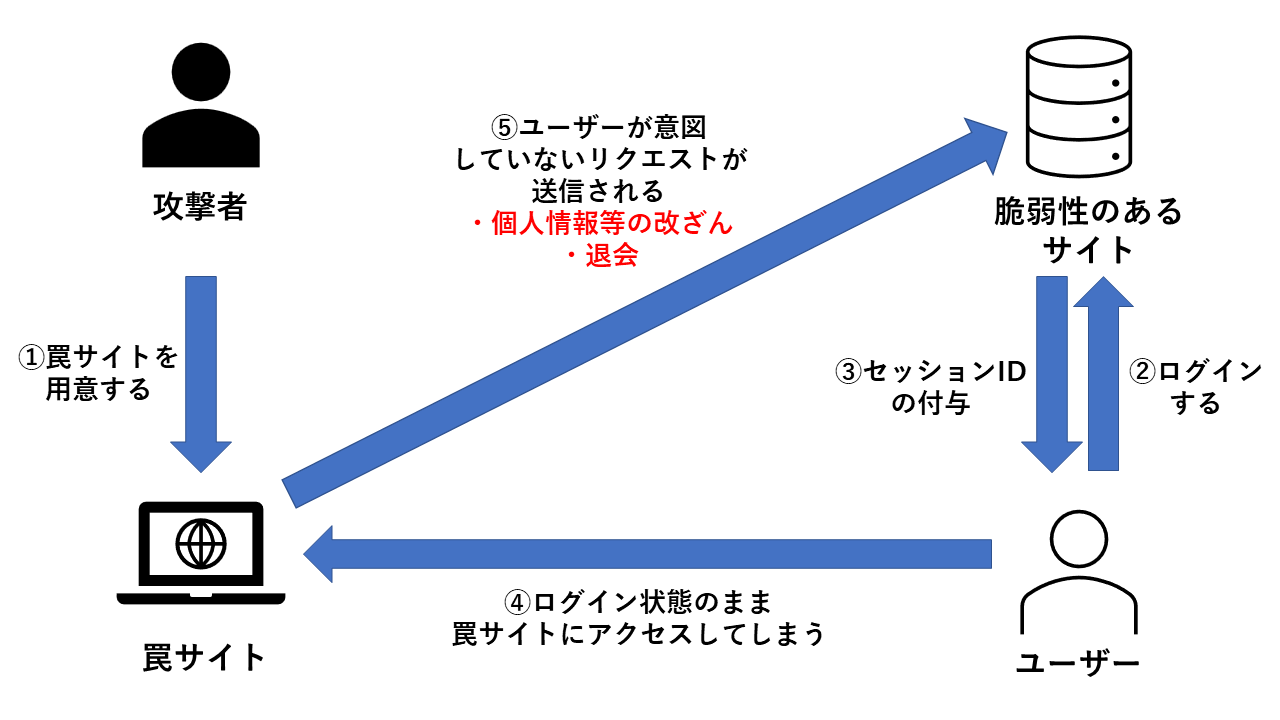 攻撃者
①罠サイトを
用意する
罠サイト
⑤ユーザーが意図
していないリクエストが
送信される
・個人情報等の改ざん
・退会
脆弱性のある
サイト
③セッションID
の付与
②ログイン
する
④ログイン状態のまま
罠サイトにアクセスしてしまう
ユーザー